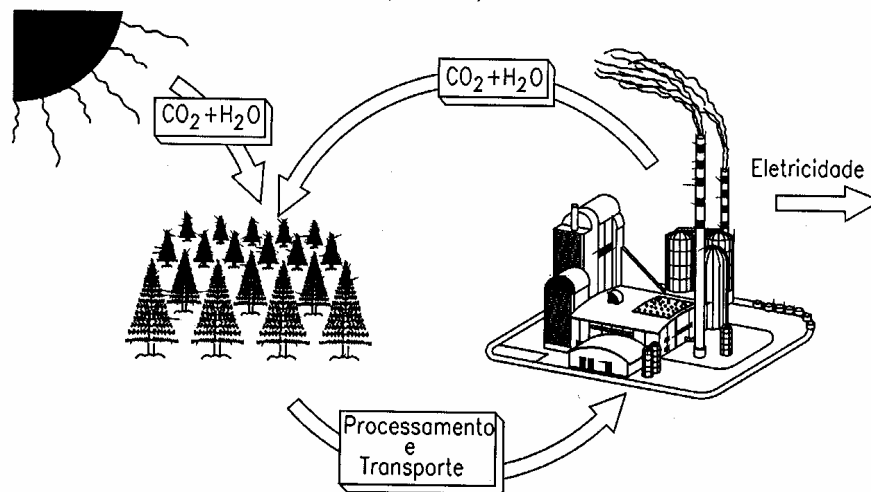 CO₂+H₂O
CO₂+H₂O
Eletricidade
Processamento
e
Transporte